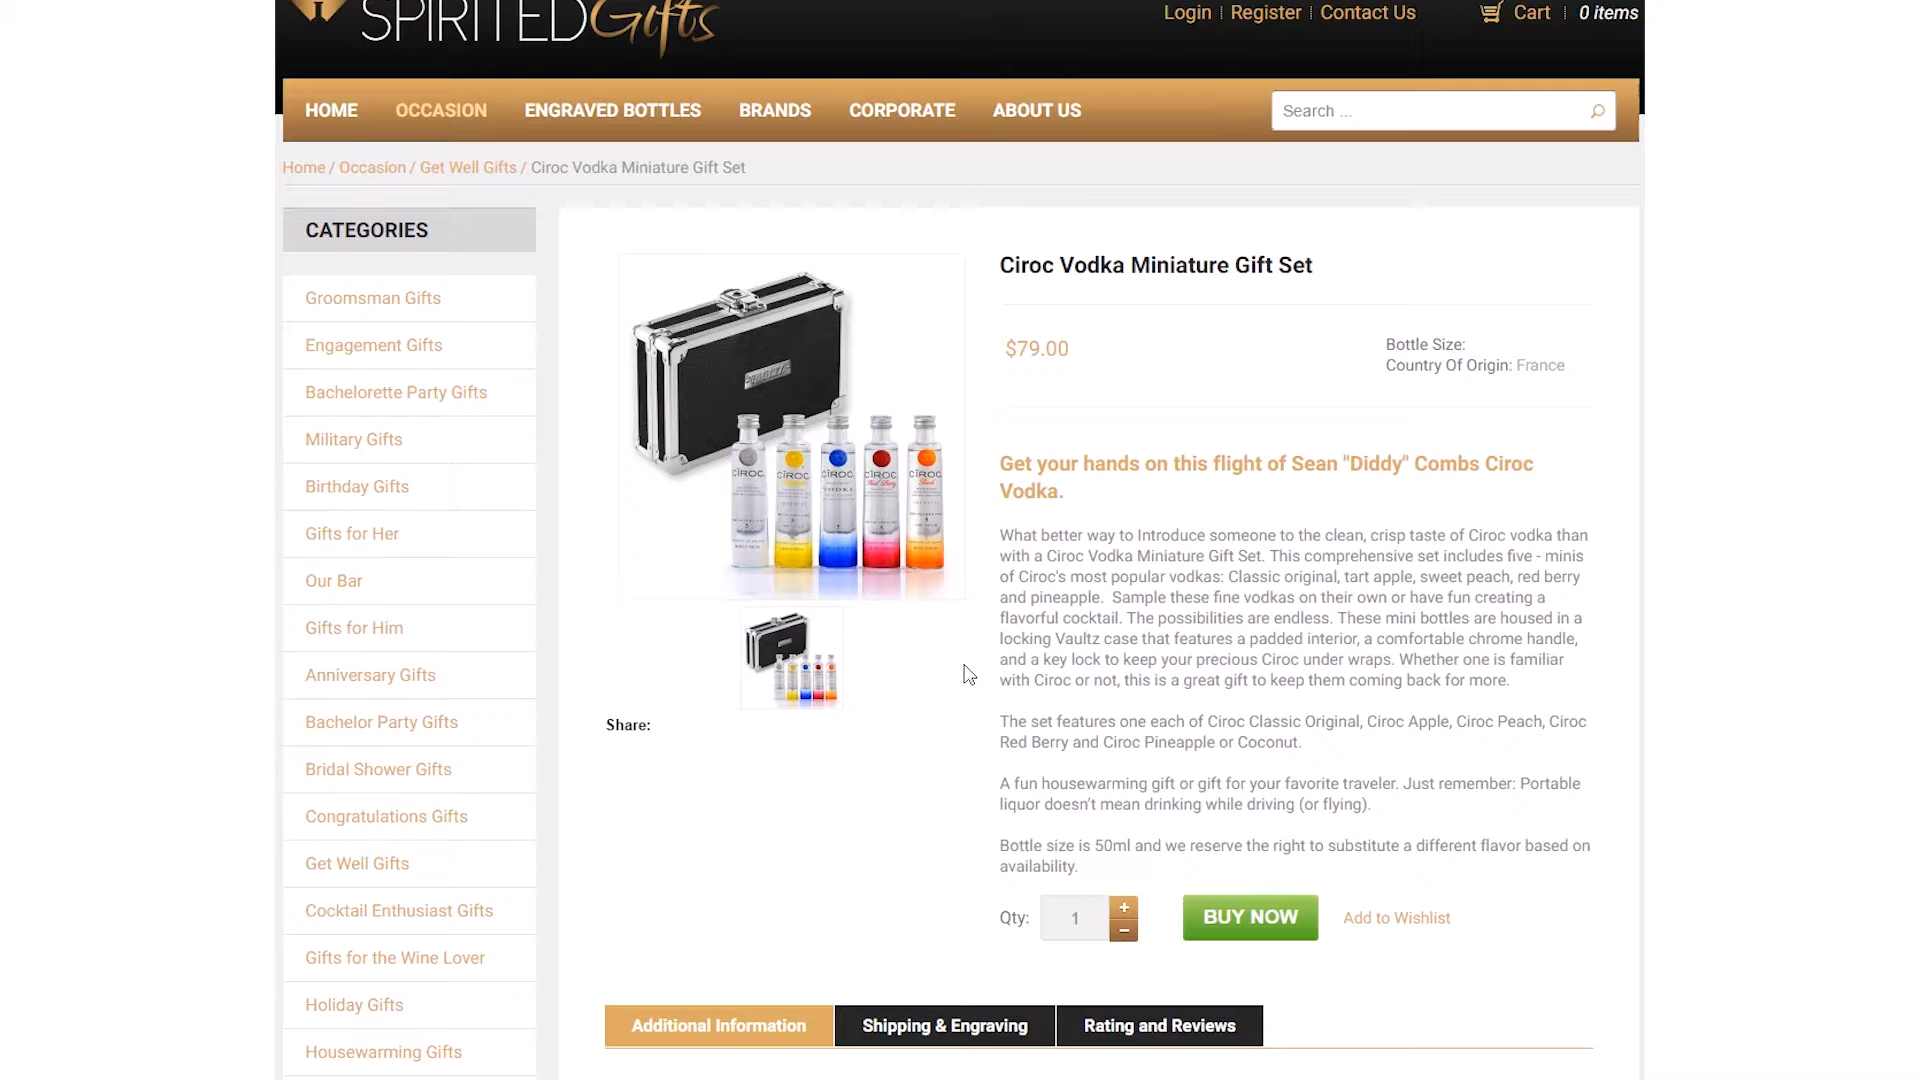 SPIRITED Gifts
Login
Register
Contact Us
Cart
0 items
HOME
OCCASION
ENGRAVED BOTTLES
BRANDS
CORPORATE
ABOUT US
Search ...
Home / Occasion / Get Well Gifts / Ciroc Vodka Miniature Gift Set
CATEGORIES
Groomsman Gifts
Engagement Gifts
Bachelorette Party Gifts
Military Gifts
Birthday Gifts
Gifts for Her
Our Bar
Gifts for Him
Anniversary Gifts
Bachelor Party Gifts
Bridal Shower Gifts
Congratulations Gifts
Get Well Gifts
Cocktail Enthusiast Gifts
Gifts for the Wine Lover
Holiday Gifts
Housewarming Gifts
CÎROC
CÎROC
CÎROC
VODKA
CÎROC
Red Berry
CÎROC
Peach
Share:
Ciroc Vodka Miniature Gift Set
$79.00
Bottle Size:
Country Of Origin: France
Get your hands on this flight of Sean "Diddy" Combs Ciroc
Vodka.
What better way to Introduce someone to the clean, crisp taste of Ciroc vodka than
with a Ciroc Vodka Miniature Gift Set. This comprehensive set includes five - minis
of Ciroc's most popular vodkas: Classic original, tart apple, sweet peach, red berry
and pineapple.  Sample these fine vodkas on their own or have fun creating a
flavorful cocktail. The possibilities are endless. These mini bottles are housed in a
locking Vaultz case that features a padded interior, a comfortable chrome handle,
and a key lock to keep your precious Ciroc under wraps. Whether one is familiar
with Ciroc or not, this is a great gift to keep them coming back for more.
The set features one each of Ciroc Classic Original, Ciroc Apple, Ciroc Peach, Ciroc
Red Berry and Ciroc Pineapple or Coconut.
A fun housewarming gift or gift for your favorite traveler. Just remember: Portable
liquor doesn’t mean drinking while driving (or flying).
Bottle size is 50ml and we reserve the right to substitute a different flavor based on
availability.
Qty: 1 + −
BUY NOW
Add to Wishlist
Additional Information
Shipping & Engraving
Rating and Reviews